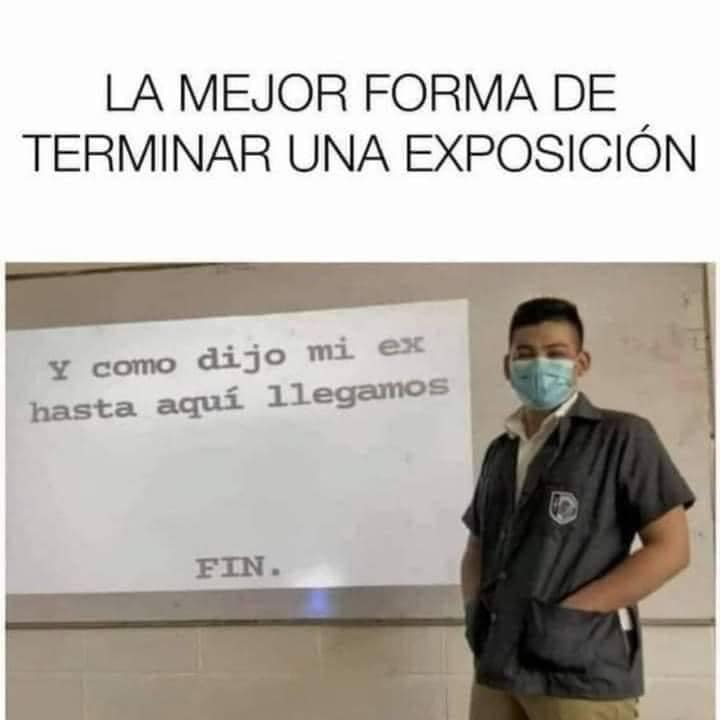 LA MEJOR FORMA DE
TERMINAR UNA EXPOSICIÓN
Y como dijo mi ex
hasta aquí llegamos
FIN.